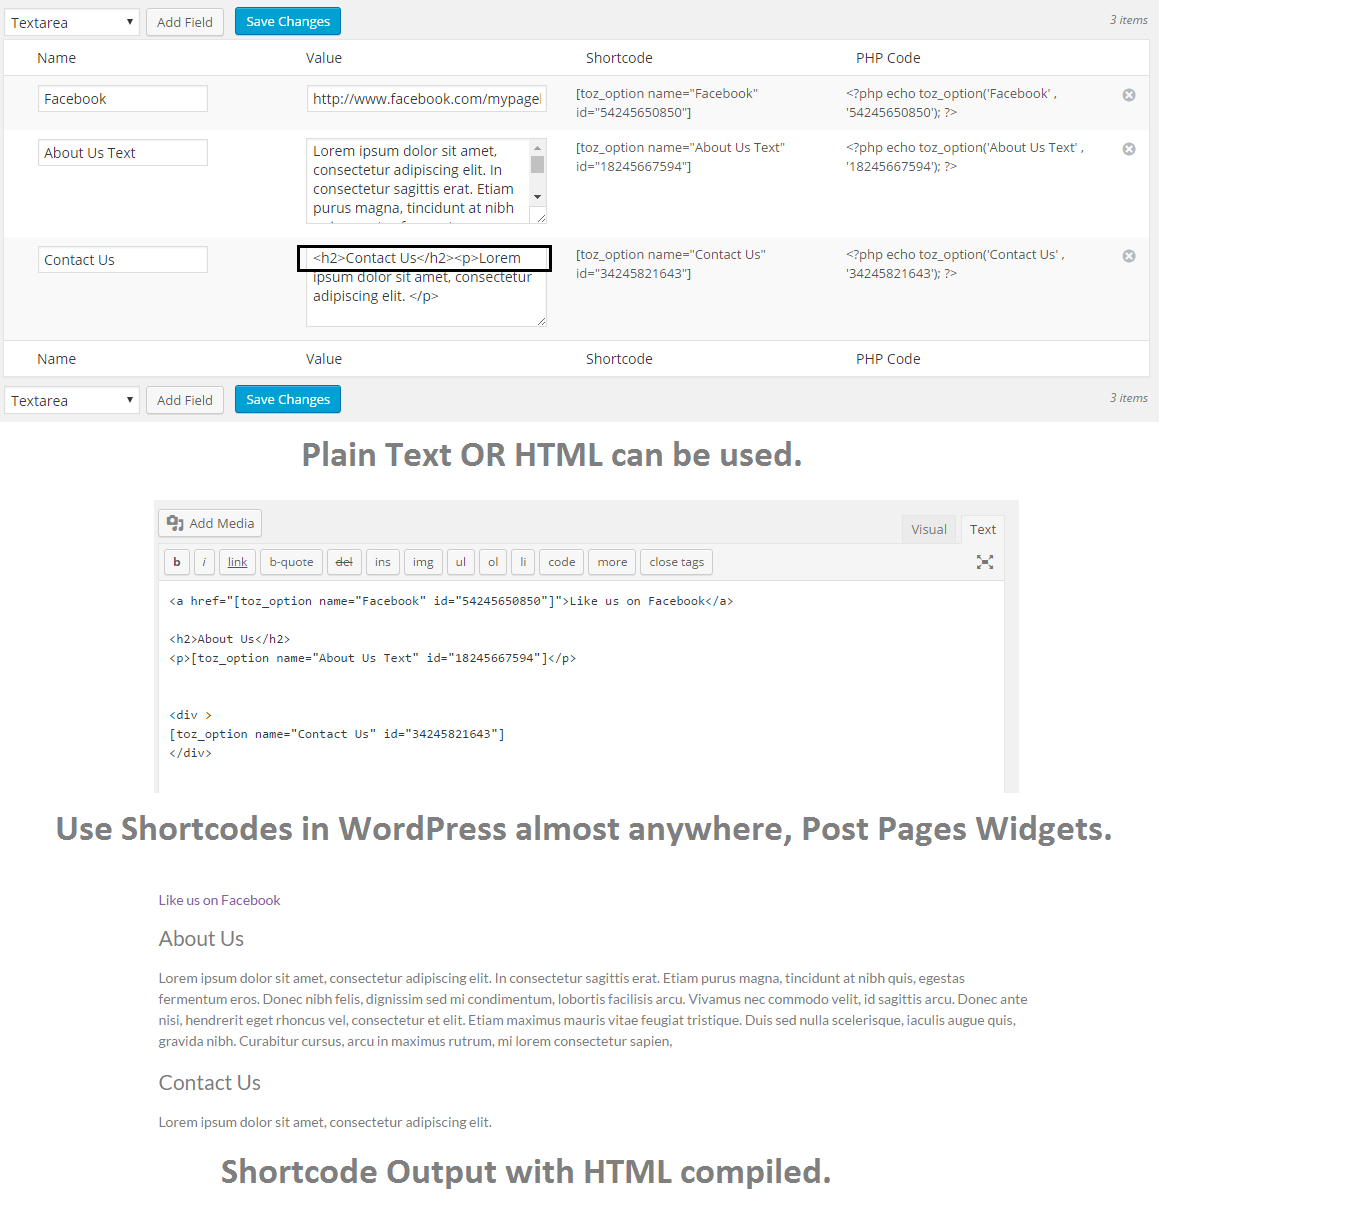 Textarea Add Field Save Changes 3 items
Name Value Shortcode PHP Code
Facebook http://www.facebook.com/mypage [toz_option name="Facebook" <?php echo toz_option('Facebook' ,
id="54245650850"] '54245650850'); ?>
About Us Text Lorem ipsum dolor sit amet, [toz_option name="About Us Text" <?php echo toz_option('About Us Text' ,
consectetur adipiscing elit. In id="18245667594"] '18245667594'); ?>
consectetur sagittis erat. Etiam
purus magna, tincidunt at nibh
Contact Us <h2>Contact Us</h2><p>Lorem [toz_option name="Contact Us" <?php echo toz_option('Contact Us' ,
ipsum dolor sit amet, consectetur id="34245821643"] '34245821643'); ?>
adipiscing elit. </p>
Name Value Shortcode PHP Code
Textarea Add Field Save Changes 3 items
Plain Text OR HTML can be used.
Add Media Visual Text
b i link b-quote del ins img ul ol li code more close tags
<a href="[toz_option name="Facebook" id="54245650850"]">Like us on Facebook</a>
<h2>About Us</h2>
<p>[toz_option name="About Us Text" id="18245667594"]</p>
<div >
[toz_option name="Contact Us" id="34245821643"]
</div>
Use Shortcodes in WordPress almost anywhere, Post Pages Widgets.
Like us on Facebook
About Us
Lorem ipsum dolor sit amet, consectetur adipiscing elit. In consectetur sagittis erat. Etiam purus magna, tincidunt at nibh quis, egestas
fermentum eros. Donec nibh felis, dignissim sed mi condimentum, lobortis facilisis arcu. Vivamus nec commodo velit, id sagittis arcu. Donec ante
nisi, hendrerit eget rhoncus vel, consectetur et elit. Etiam maximus mauris vitae feugiat tristique. Duis sed nulla scelerisque, iaculis augue quis,
gravida nibh. Curabitur cursus, arcu in maximus rutrum, mi lorem consectetur sapien,
Contact Us
Lorem ipsum dolor sit amet, consectetur adipiscing elit.
Shortcode Output with HTML compiled.